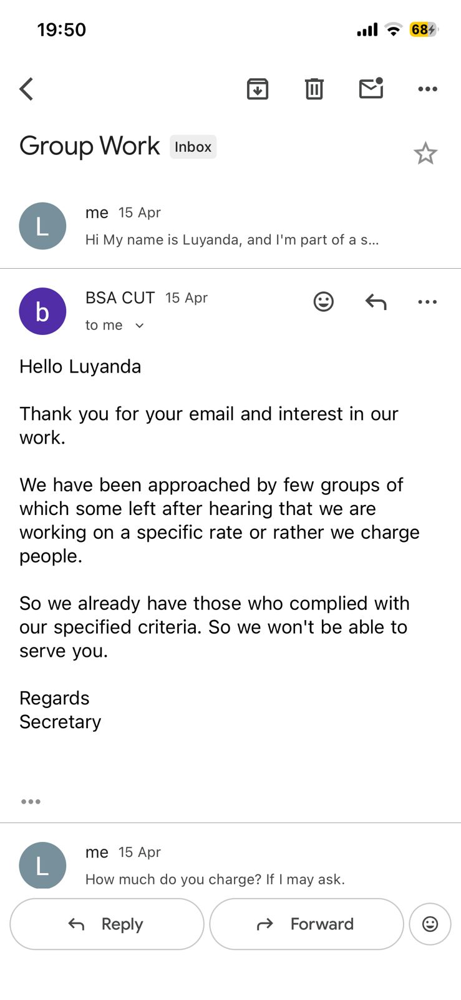 19:50
68
Group Work Inbox
L
me 15 Apr
Hi My name is Luyanda, and I'm part of a s...
b
BSA CUT 15 Apr
to me
Hello Luyanda
Thank you for your email and interest in our
work.
We have been approached by few groups of
which some left after hearing that we are
working on a specific rate or rather we charge
people.
So we already have those who complied with
our specified criteria. So we won't be able to
serve you.
Regards
Secretary
L
me 15 Apr
How much do you charge? If I may ask.
Reply Forward